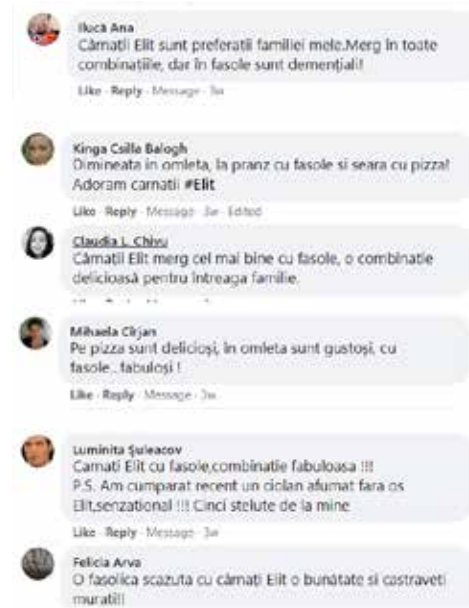 Ilucă Ana
Cârnații Elit sunt preferații familiei mele.Merg în toate
combinațiile, dar în fasole sunt demențiali!
Like · Reply · Message · 3w
Kinga Csilla Balogh
Dimineata in omleta, la pranz cu fasole si seara cu pizza!
Adoram carnatii #Elit
Like · Reply · Message · 3w · Edited
Claudia L. Chivu
Cârnații Elit merg cel mai bine cu fasole, o combinatie
delicioasă pentru întreaga familie.
Mihaela Cîrjan
Pe pizza sunt delicioși, în omleta sunt gustoși, cu
fasole.. fabuloși !
Like · Reply · Message · 3w
Luminita Șuleacov
Carnati Elit cu fasole,combinatie fabuloasa !!!
P.S. Am cumparat recent un ciolan afumat fara os
Elit,senzational !!! Cinci stelute de la mine
Like · Reply · Message · 3w
Felicia Arva
O fasolica scazuta cu cârnați Elit o bunătate si castraveti
murati!!